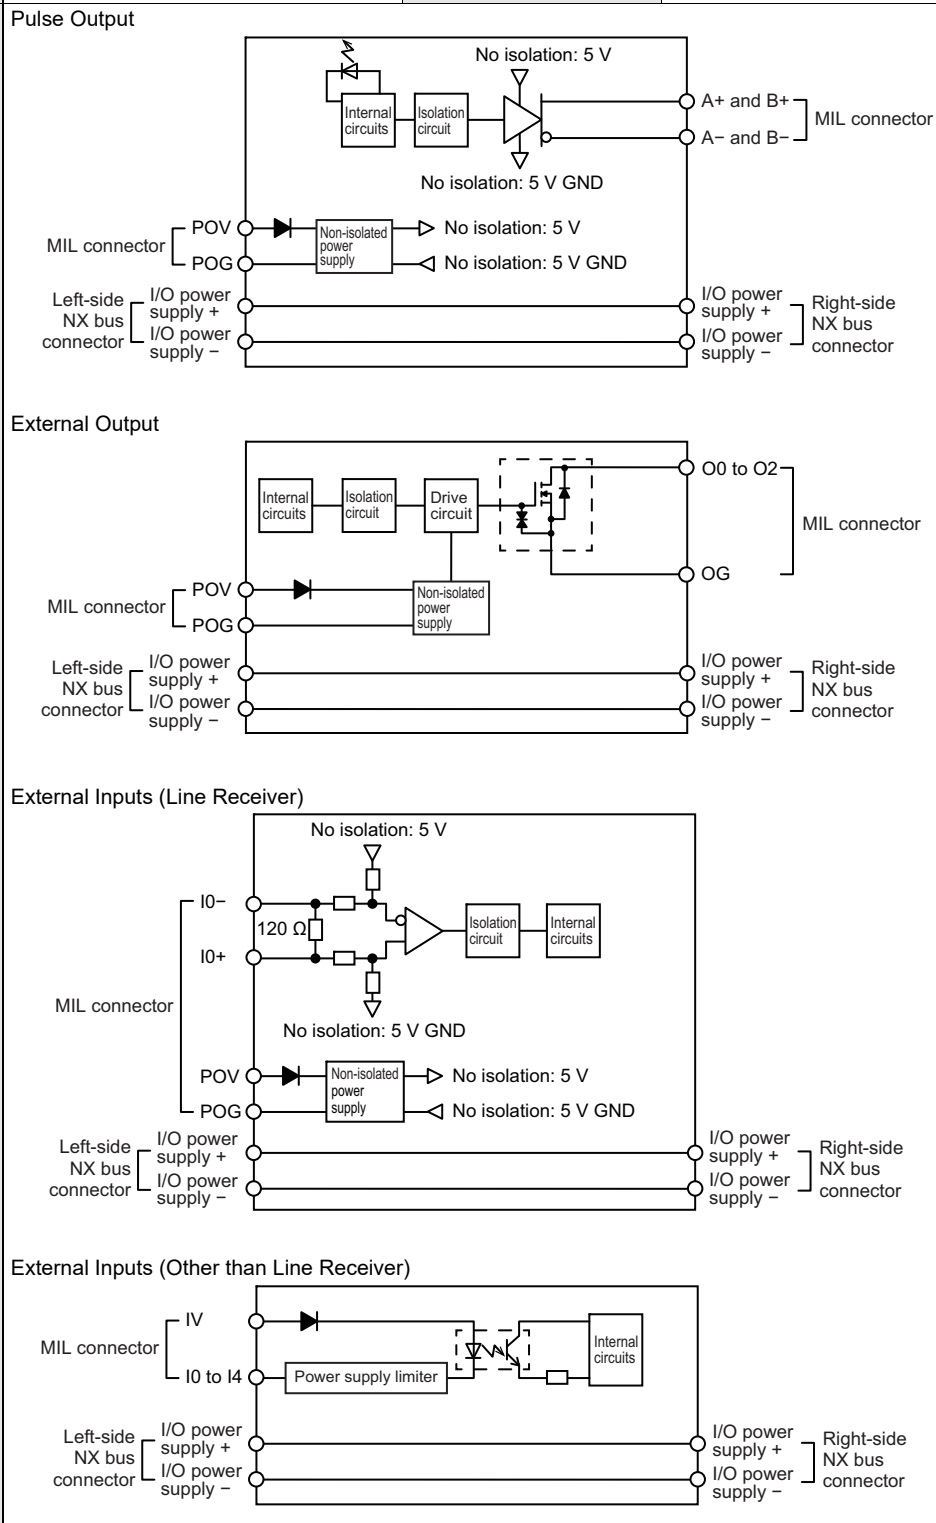 Pulse Output
No isolation: 5 V
Internal
circuits
Isolation
circuit
A+ and B+
A− and B−
MIL connector
No isolation: 5 V GND
MIL connector
POV
POG
Non-isolated
power
supply
No isolation: 5 V
No isolation: 5 V GND
Left-side
NX bus
connector
I/O power
supply +
I/O power
supply −
I/O power
supply +
I/O power
supply −
Right-side
NX bus
connector
External Output
Internal
circuits
Isolation
circuit
Drive
circuit
O0 to O2
OG
MIL connector
MIL connector
POV
POG
Non-isolated
power
supply
Left-side
NX bus
connector
I/O power
supply +
I/O power
supply −
I/O power
supply +
I/O power
supply −
Right-side
NX bus
connector
External Inputs (Line Receiver)
No isolation: 5 V
I0−
120 Ω
I0+
Isolation
circuit
Internal
circuits
MIL connector
No isolation: 5 V GND
POV
POG
Non-isolated
power
supply
No isolation: 5 V
No isolation: 5 V GND
Left-side
NX bus
connector
I/O power
supply +
I/O power
supply −
I/O power
supply +
I/O power
supply −
Right-side
NX bus
connector
External Inputs (Other than Line Receiver)
MIL connector
IV
I0 to I4
Power supply limiter
Internal
circuits
Left-side
NX bus
connector
I/O power
supply +
I/O power
supply −
I/O power
supply +
I/O power
supply −
Right-side
NX bus
connector